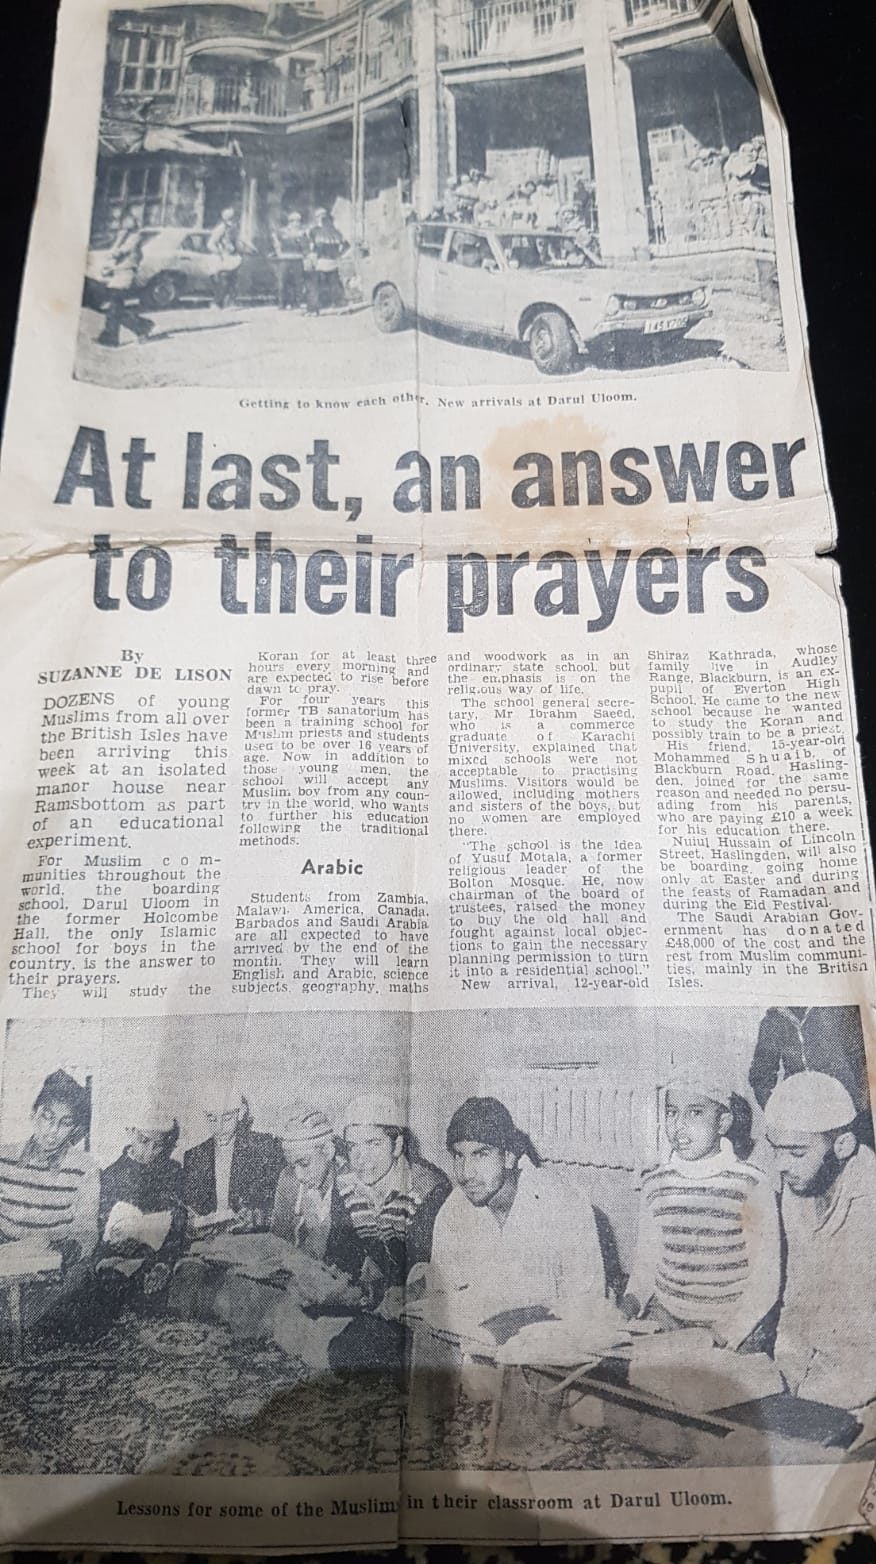 145X705
Getting to know each other. New arrivals at Darul Uloom.
At last, an answer
to their prayers
By
SUZANNE DE LISON
DOZENS of young
Muslims from all over
the British Isles have
been arriving this
week at an isolated
manor house near
Ramsbottom as part
of an educational
experiment.
For Muslim com-
munities throughout the
world, the boarding
school, Darul Uloom in
the former Holcombe
Hall, the only Islamic
school for boys in the
country, is the answer to
their prayers.
They will study the
Koran for at least three
hours every morning and
are expected to rise before
dawn to pray.
For four years this
former TB sanatorium has
been a training school for
Muslim priests and students
used to be over 16 years of
age. Now in addition to
those young men, the
school will accept any
Muslim boy from any coun-
try in the world, who wants
to further his education
following the traditional
methods.
Arabic
Students from Zambia,
Malawi, America, Canada,
Barbados and Saudi Arabia
are all expected to have
arrived by the end of the
month. They will learn
English and Arabic, science
subjects, geography, maths
and woodwork as in an
ordinary state school, but
the emphasis is on the
religious way of life.
The school general secre-
tary, Mr Ibrahm Saeed,
who is a commerce
graduate of Karachi
University, explained that
mixed schools were not
acceptable to practising
Muslims. Visitors would be
allowed, including mothers
and sisters of the boys, but
no women are employed
there.
"The school is the idea
of Yusuf Motala, a former
religious leader of the
Bolton Mosque. He, now
chairman of the board of
trustees, raised the money
to buy the old hall and
fought against local objec-
tions to gain the necessary
planning permission to turn
it into a residential school."
New arrival, 12-year-old
Shiraz Kathrada, whose
family live in Audley
Range, Blackburn, is an ex-
pupil of Everton High
School. He came to the new
school because he wanted
to study the Koran and
possibly train to be a priest.
His friend, 15-year-old
Mohammed Shuaib, of
Blackburn Road, Hasling-
den, joined for the same
reason and needed no persu-
ading from his parents,
who are paying £10 a week
for his education there.
Nuiul Hussain of Lincoln
Street, Haslingden, will also
be boarding, going home
only at Easter and during
the feasts of Ramadan and
during the Eid Festival.
The Saudi Arabian Gov-
ernment has donated
£48,000 of the cost and the
rest from Muslim communi-
ties, mainly in the British
Isles.
Lessons for some of the Muslims in their classroom at Darul Uloom.